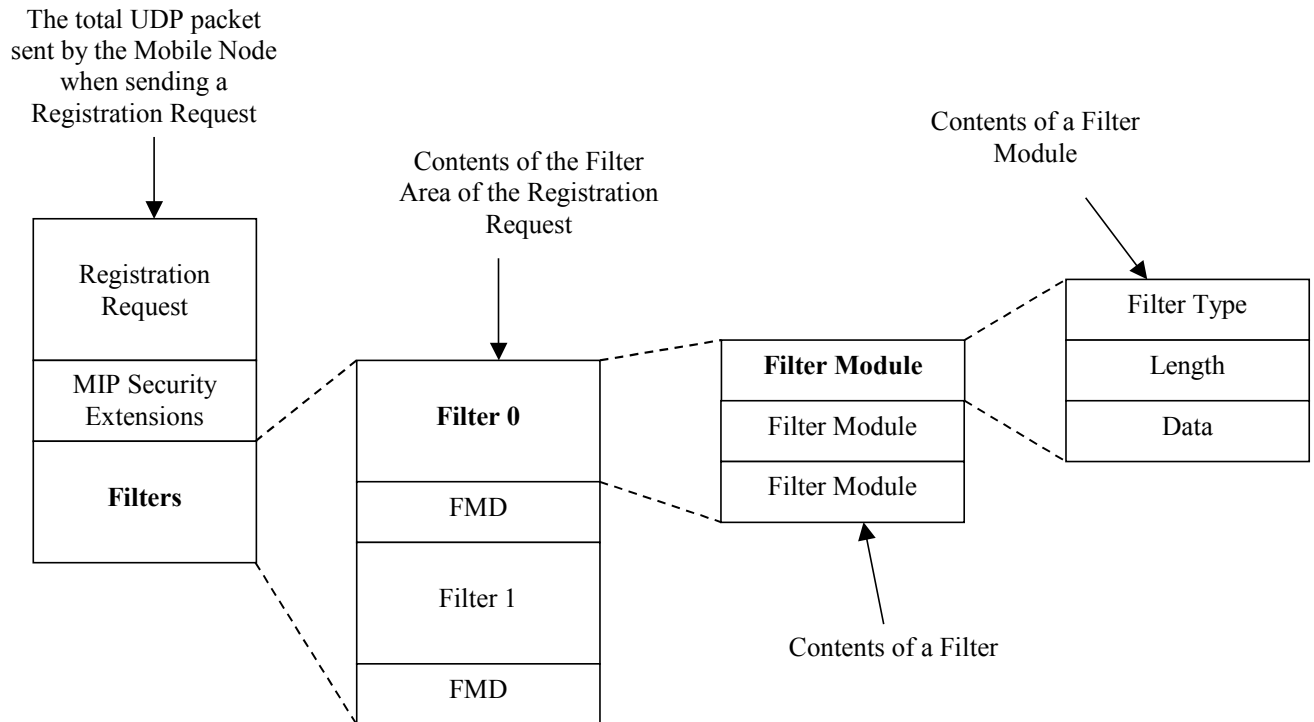 The total UDP packet
sent by the Mobile Node
when sending a
Registration Request
Contents of the Filter
Area of the Registration
Request
Contents of a Filter
Module
Registration
Request
MIP Security
Extensions
Filters
Filter 0
FMD
Filter 1
FMD
Filter Module
Filter Module
Filter Module
Contents of a Filter
Filter Type
Length
Data